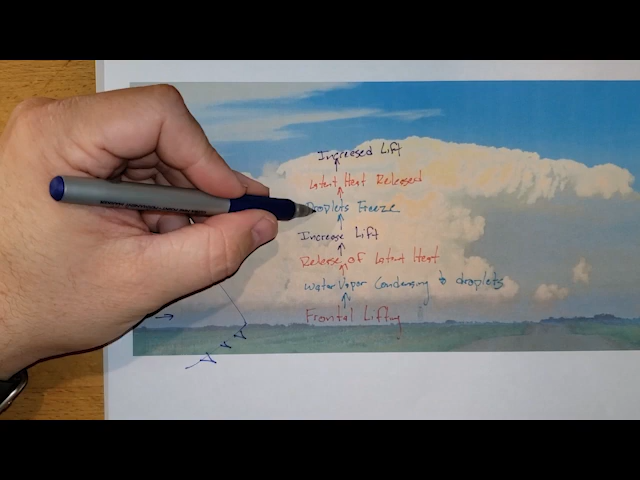 Increased Lift
Latent Heat Released
Droplets Freeze
Increase Lift
Release of Latent Heat
Water Vapor Condensing to droplets
Frontal Lifting